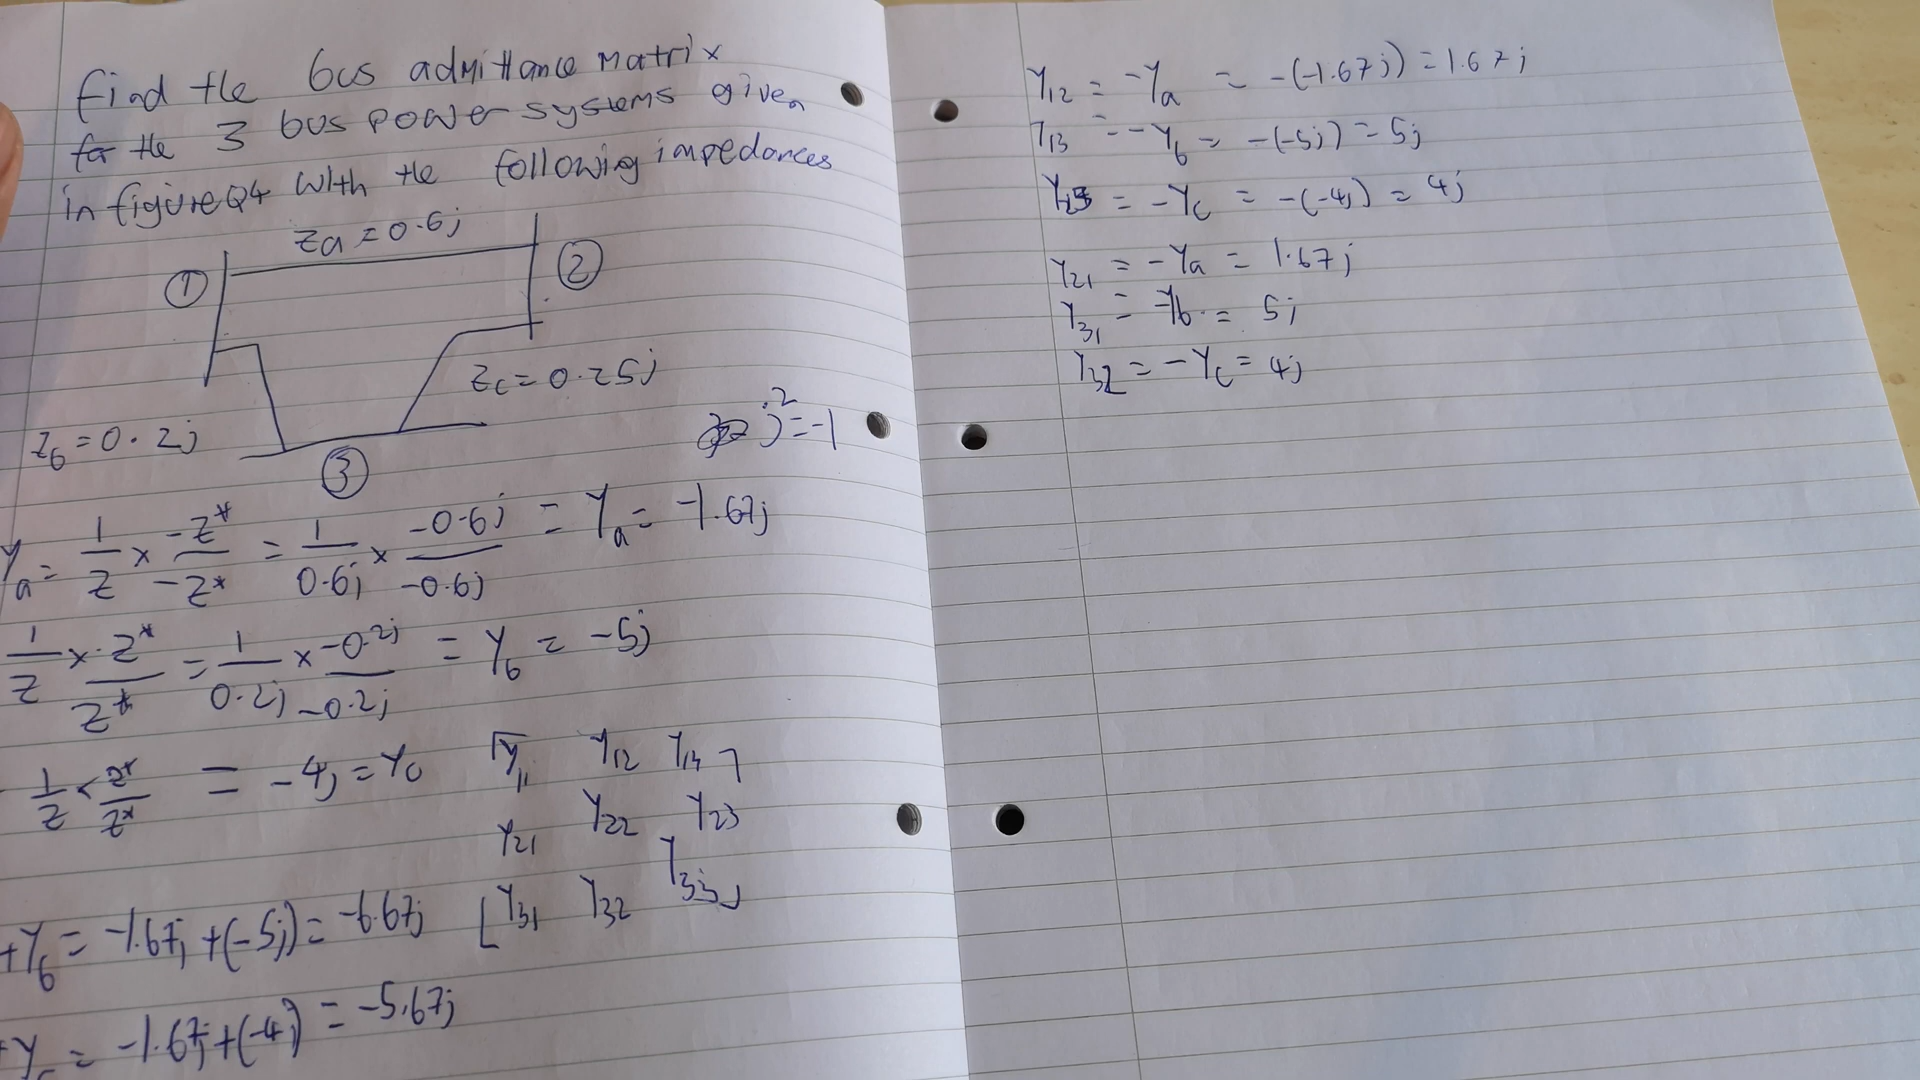 find the bus admittance matrix
for the 3 bus power systems given
in figure Q4 with the following impedances
Za = 0.6j
① ②
Zc = 0.25j
Zb = 0.2j
j² = -1
③
Ya = 1/Z × -Z*/-Z* = 1/0.6j × -0.6j/-0.6j = Ya = -1.67j
1/Z × Z*/Z* = 1/0.2j × -0.2j/-0.2j = Yb = -5j
1/Z × Z*/Z* = -4j = Yc
[Y11 Y12 Y13]
Y21 Y22 Y23
[Y31 Y32 Y33]
+Yb = -1.67j + (-5j) = -6.67j
= -1.67j + (-4j) = -5.67j
Y12 = -Ya = -(-1.67j) = 1.67j
Y13 = -Yb = -(-5j) = 5j
Y23 = -Yc = -(-4j) = 4j
Y21 = -Ya = 1.67j
Y31 = -Yb = 5j
Y32 = -Yc = 4j